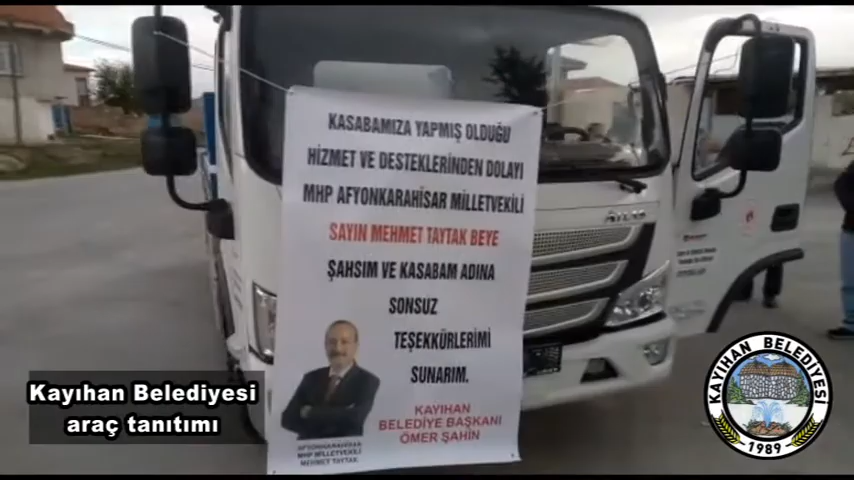 KASABAMIZA YAPMIŞ OLDUĞU
HİZMET VE DESTEKLERİNDEN DOLAYI
MHP AFYONKARAHİSAR MİLLETVEKİLİ
SAYIN MEHMET TAYTAK BEYE
ŞAHSIM VE KASABAM ADINA
SONSUZ
TEŞEKKÜRLERİMİ
SUNARIM.
KAYIHAN
BELEDİYE BAŞKANI
ÖMER ŞAHİN
AFYONKARAHİSAR
MHP MİLLETVEKİLİ
MEHMET TAYTAK
ATLAS
Kayıhan Belediyesi
araç tanıtımı
KAYIHAN BELEDİYESİ
1989